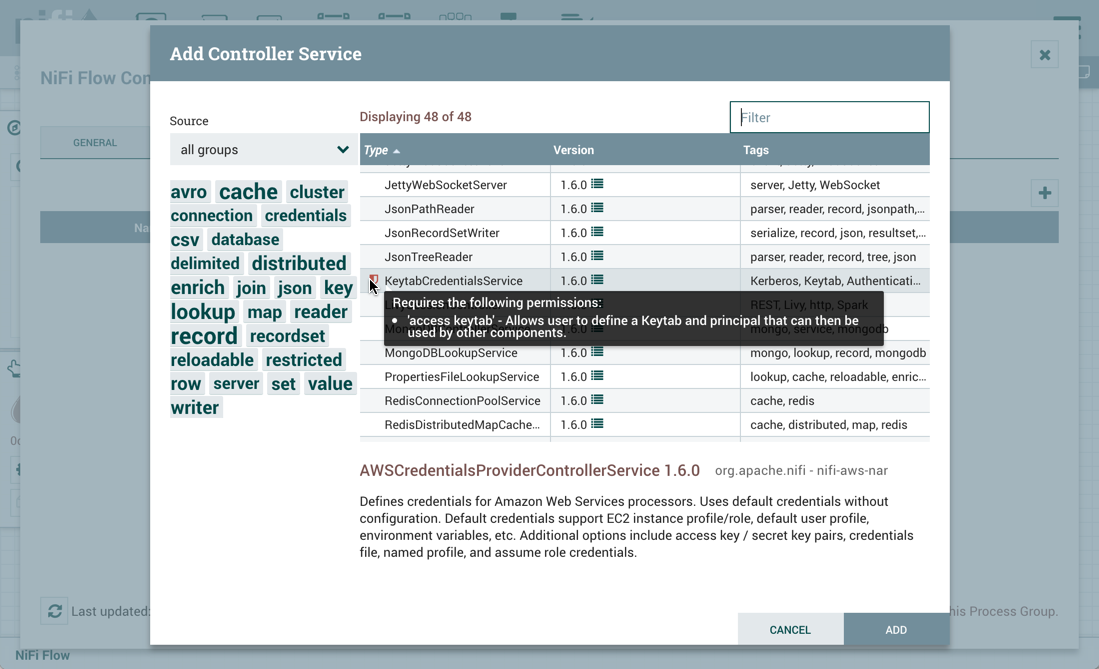 nifi
Add Controller Service
NiFi Flow Con
GENERAL
Displaying 48 of 48
Filter
Source
all groups
Type
Version
Tags
avro cache cluster
connection credentials
csv database
delimited distributed
enrich join json key
lookup map reader
record recordset
reloadable restricted
row server set value
writer
JettyWebSocketServer 1.6.0 server, Jetty, WebSocket
JsonPathReader 1.6.0 parser, reader, record, jsonpath,...
JsonRecordSetWriter 1.6.0 serialize, record, json, resultset,...
JsonTreeReader 1.6.0 parser, reader, record, tree, json
KeytabCredentialsService 1.6.0 Kerberos, Keytab, Authenticati...
REST, Livy, http, Spark
mongo, service, mongodb
Requires the following permissions:
• 'access keytab' - Allows user to define a Keytab and principal that can then be
used by other components.
MongoDBLookupService 1.6.0 mongo, lookup, record, mongodb
PropertiesFileLookupService 1.6.0 lookup, cache, reloadable, enric...
RedisConnectionPoolService 1.6.0 cache, redis
RedisDistributedMapCache... 1.6.0 cache, distributed, map, redis
AWSCredentialsProviderControllerService 1.6.0 org.apache.nifi - nifi-aws-nar
Defines credentials for Amazon Web Services processors. Uses default credentials without
configuration. Default credentials support EC2 instance profile/role, default user profile,
environment variables, etc. Additional options include access key / secret key pairs, credentials
file, named profile, and assume role credentials.
Last updated:
his Process Group.
CANCEL
ADD
NiFi Flow